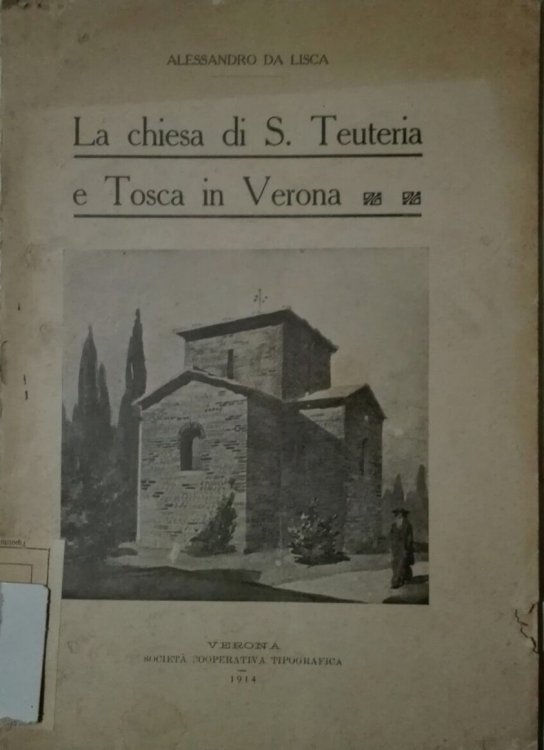 ALESSANDRO DA LISCA
La chiesa di S. Teuteria
e Tosca in Verona
VERONA
SOCIETÀ COOPERATIVA TIPOGRAFICA
1914